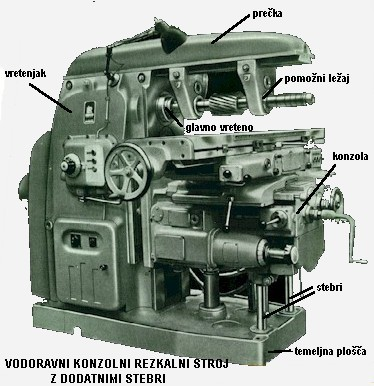 prečka
vretenjak
pomožni ležaj
glavno vreteno
konzola
stebri
temeljna plošča
VODORAVNI KONZOLNI REZKALNI STROJ
Z DODATNIMI STEBRI